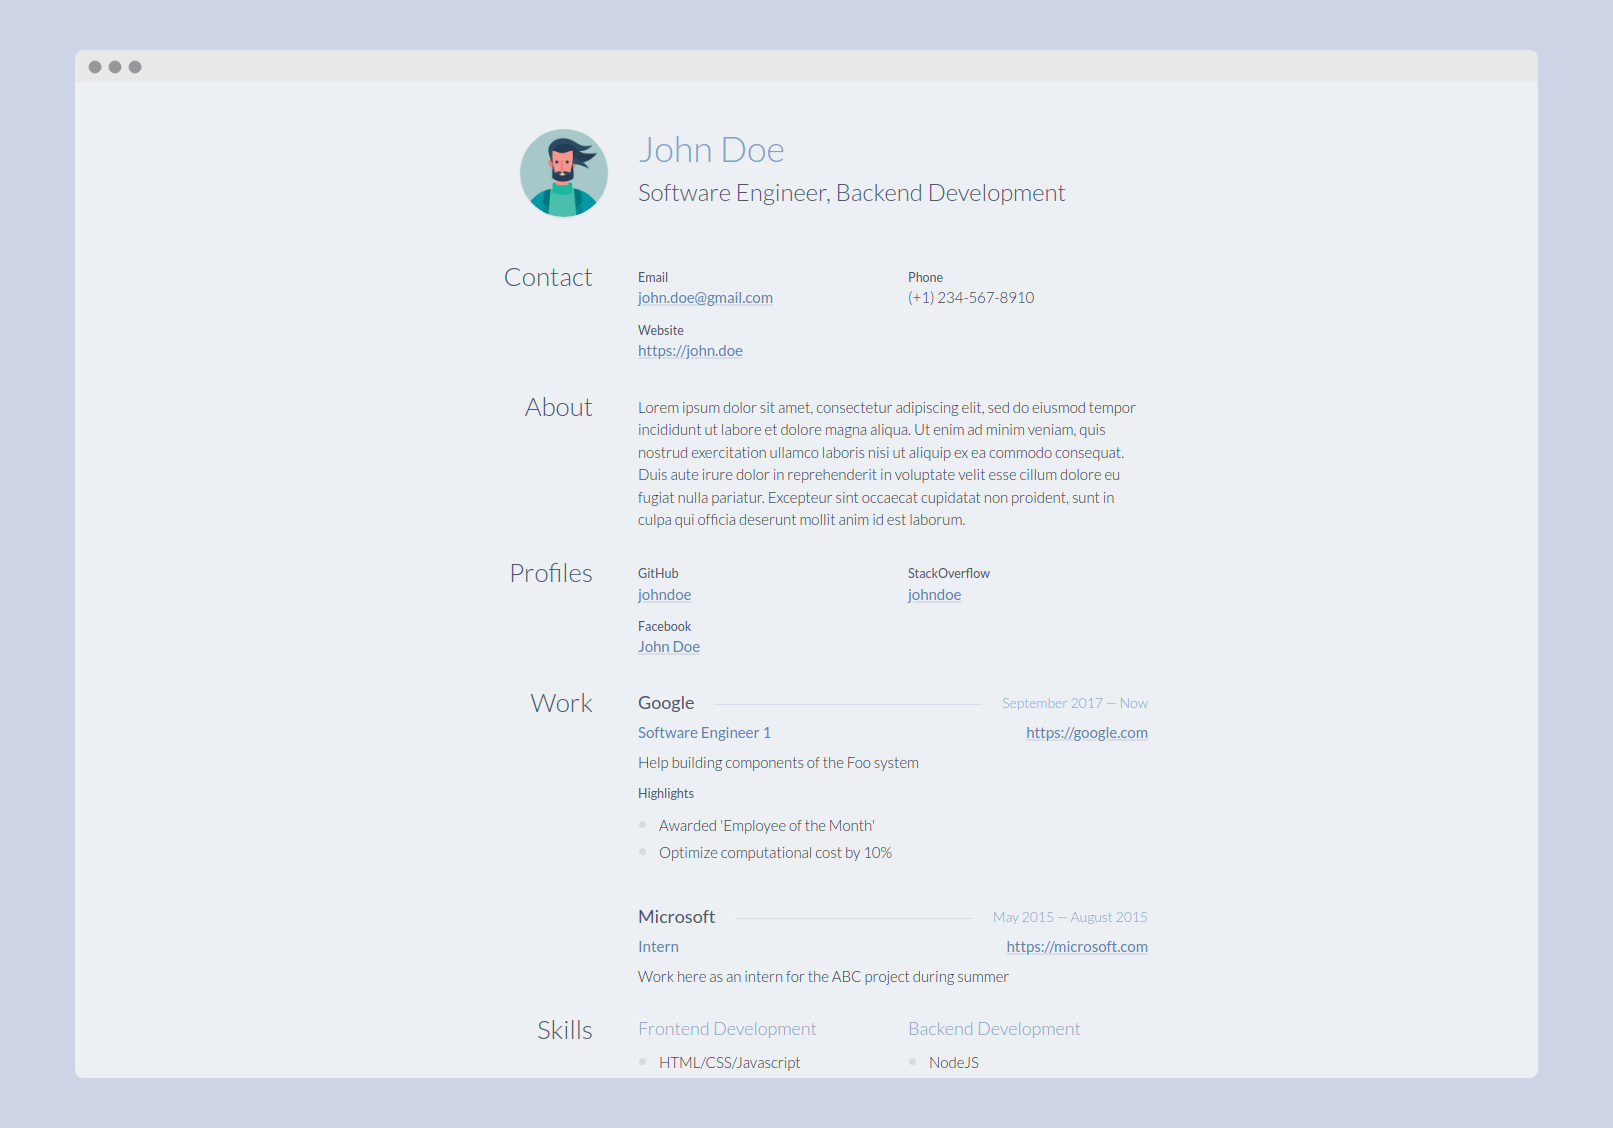 John Doe
Software Engineer, Backend Development
Contact
Email
john.doe@gmail.com
Phone
(+1) 234-567-8910
Website
https://john.doe
About
Lorem ipsum dolor sit amet, consectetur adipiscing elit, sed do eiusmod tempor
incididunt ut labore et dolore magna aliqua. Ut enim ad minim veniam, quis
nostrud exercitation ullamco laboris nisi ut aliquip ex ea commodo consequat.
Duis aute irure dolor in reprehenderit in voluptate velit esse cillum dolore eu
fugiat nulla pariatur. Excepteur sint occaecat cupidatat non proident, sunt in
culpa qui officia deserunt mollit anim id est laborum.
Profiles
GitHub
johndoe
StackOverflow
johndoe
Facebook
John Doe
Work
Google
September 2017 — Now
Software Engineer 1
https://google.com
Help building components of the Foo system
Highlights
Awarded 'Employee of the Month'
Optimize computational cost by 10%
Microsoft
May 2015 — August 2015
Intern
https://microsoft.com
Work here as an intern for the ABC project during summer
Skills
Frontend Development
HTML/CSS/Javascript
Backend Development
NodeJS